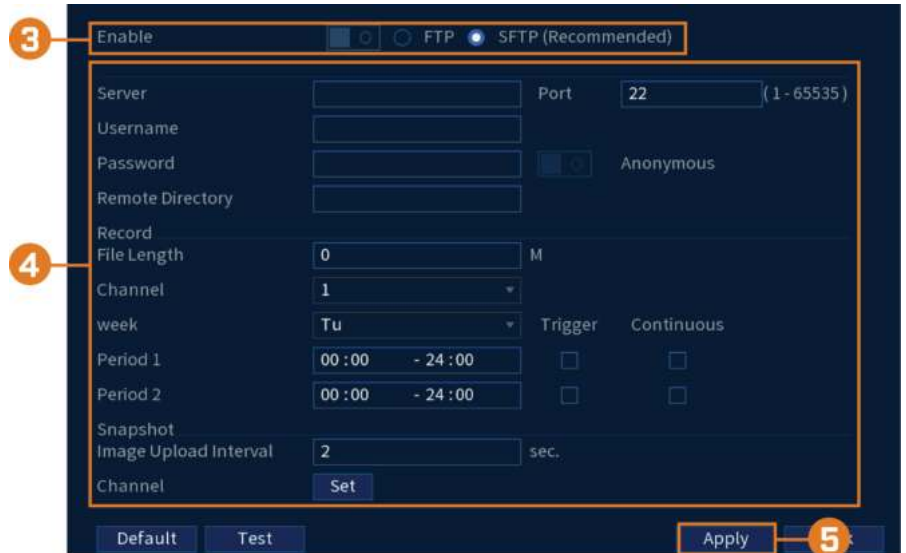 3 Enable FTP SFTP (Recommended)
Server Port 22 (1 - 65535)
Username
Password Anonymous
Remote Directory
Record
4 File Length 0 M
Channel 1
week Tu Trigger Continuous
Period 1 00 : 00 - 24 : 00
Period 2 00 : 00 - 24 : 00
Snapshot
Image Upload Interval 2 sec.
Channel Set
Default Test Apply 5